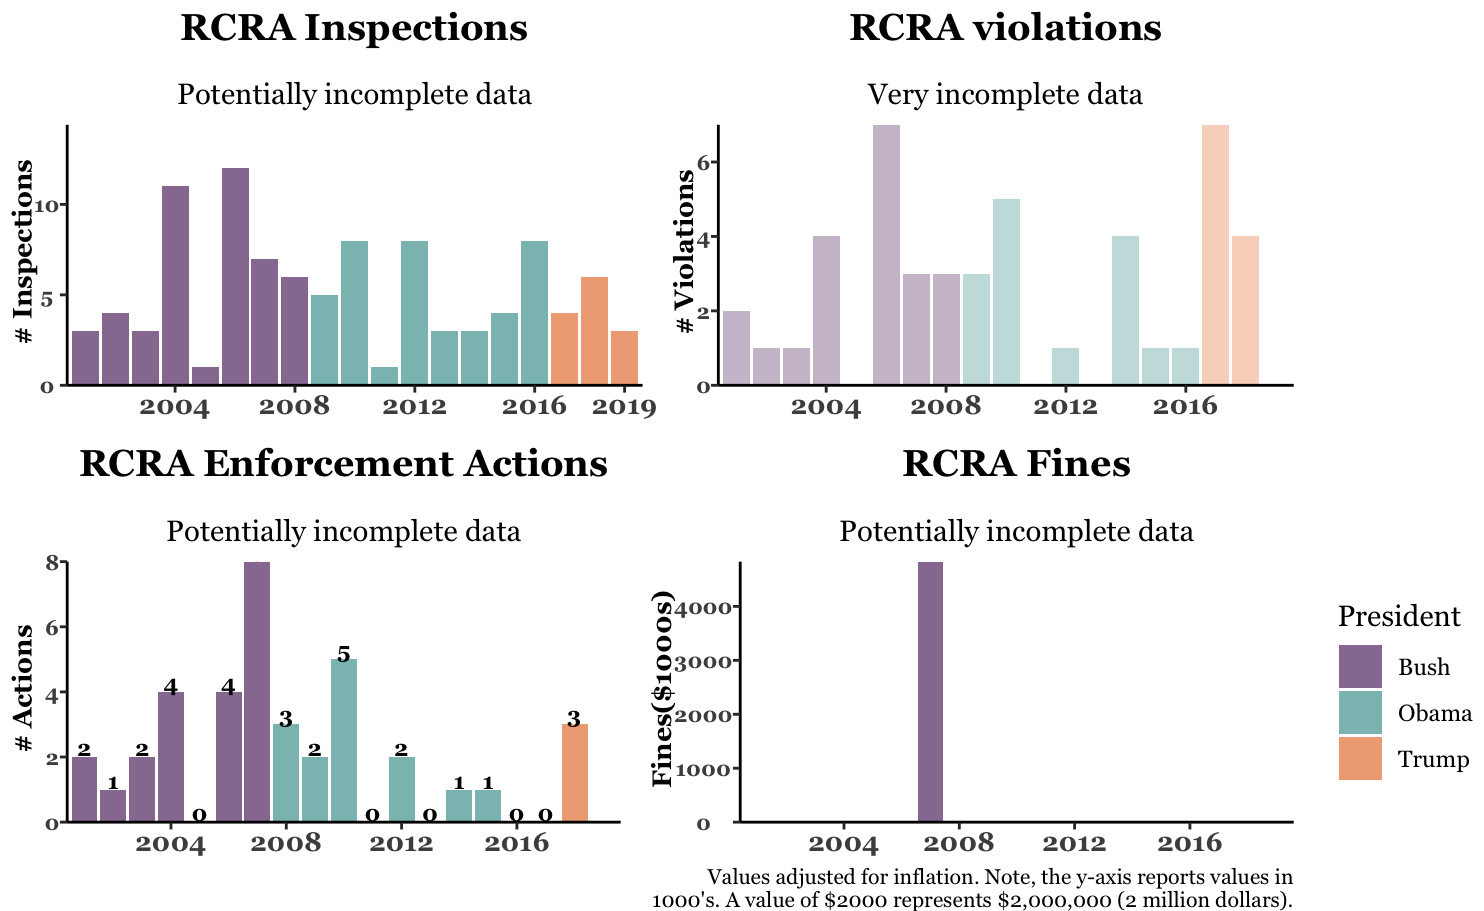 RCRA Inspections
Potentially incomplete data
# Inspections
10
5
0
2004 2008 2012 2016 2019
RCRA violations
Very incomplete data
# Violations
6
4
2
0
2004 2008 2012 2016
RCRA Enforcement Actions
Potentially incomplete data
# Actions
8
6
4
2
0
2 1 2 4 0 4 3 2 5 0 2 0 1 1 0 0 3
2004 2008 2012 2016
RCRA Fines
Potentially incomplete data
Fines($1000s)
4000
3000
2000
1000
0
2004 2008 2012 2016
President
Bush
Obama
Trump
Values adjusted for inflation. Note, the y-axis reports values in
1000's. A value of $2000 represents $2,000,000 (2 million dollars).